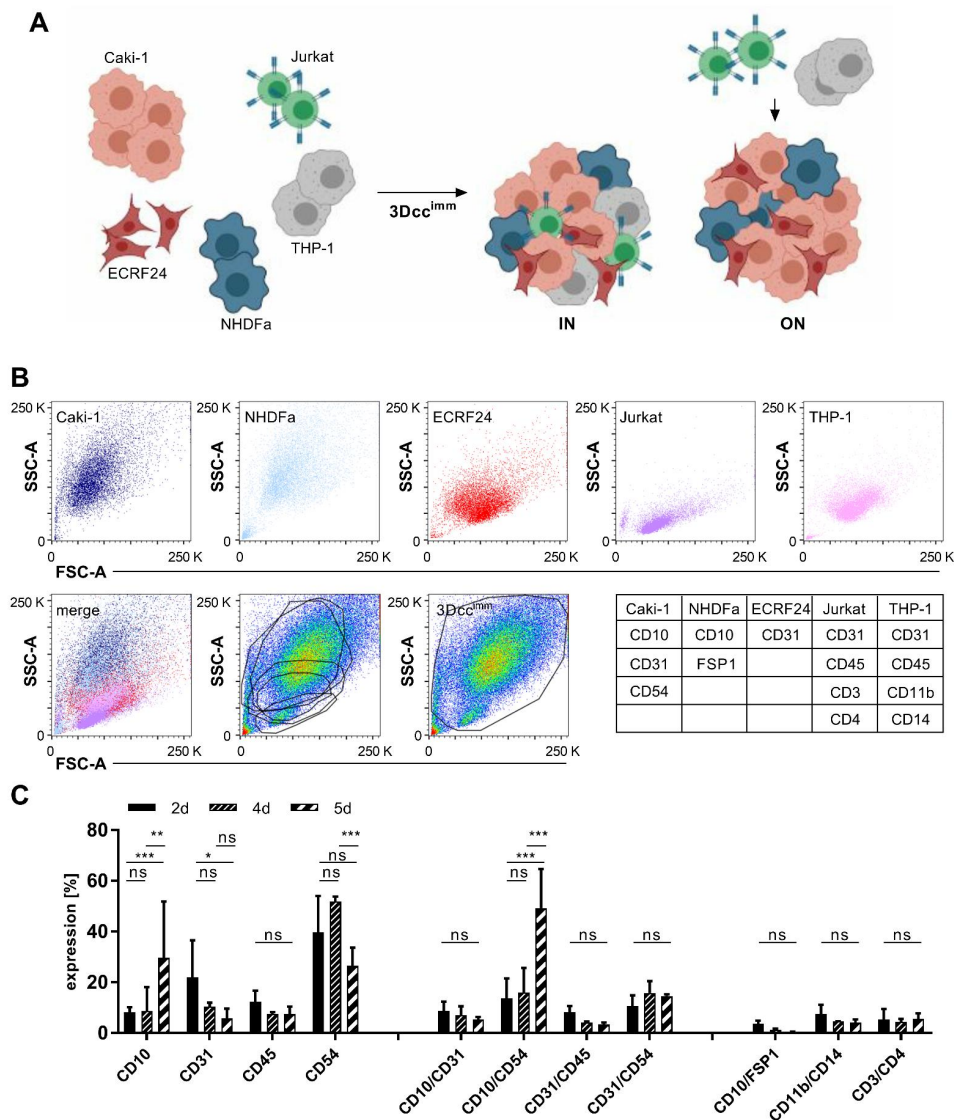 A
Caki-1
Jurkat
THP-1
ECRF24
NHDFa
3Dcc^imm
IN
ON
B
250 K
Caki-1
SSC-A
0
250 K
NHDFa
SSC-A
0
250 K
ECRF24
SSC-A
0
250 K
Jurkat
SSC-A
0
250 K
THP-1
SSC-A
0
0 250 K
0 250 K
0 250 K
0 250 K
0 250 K
FSC-A
250 K
merge
SSC-A
0
250 K
SSC-A
0
250 K
3Dcc^imm
SSC-A
0
0 250 K
0 250 K
0 250 K
FSC-A
Caki-1 NHDFa ECRF24 Jurkat THP-1
CD10 CD10 CD31 CD31 CD31
CD31 FSP1 CD45 CD45
CD54 CD3 CD11b
CD4 CD14
C
2d 4d 5d
expression [%]
80
60
40
20
0
ns *** **
ns * ns
ns
ns ns ***
ns
ns *** ***
ns
ns
ns
ns
ns
CD10
CD31
CD45
CD54
CD10/CD31
CD10/CD54
CD31/CD45
CD31/CD54
CD10/FSP1
CD11b/CD14
CD3/CD4